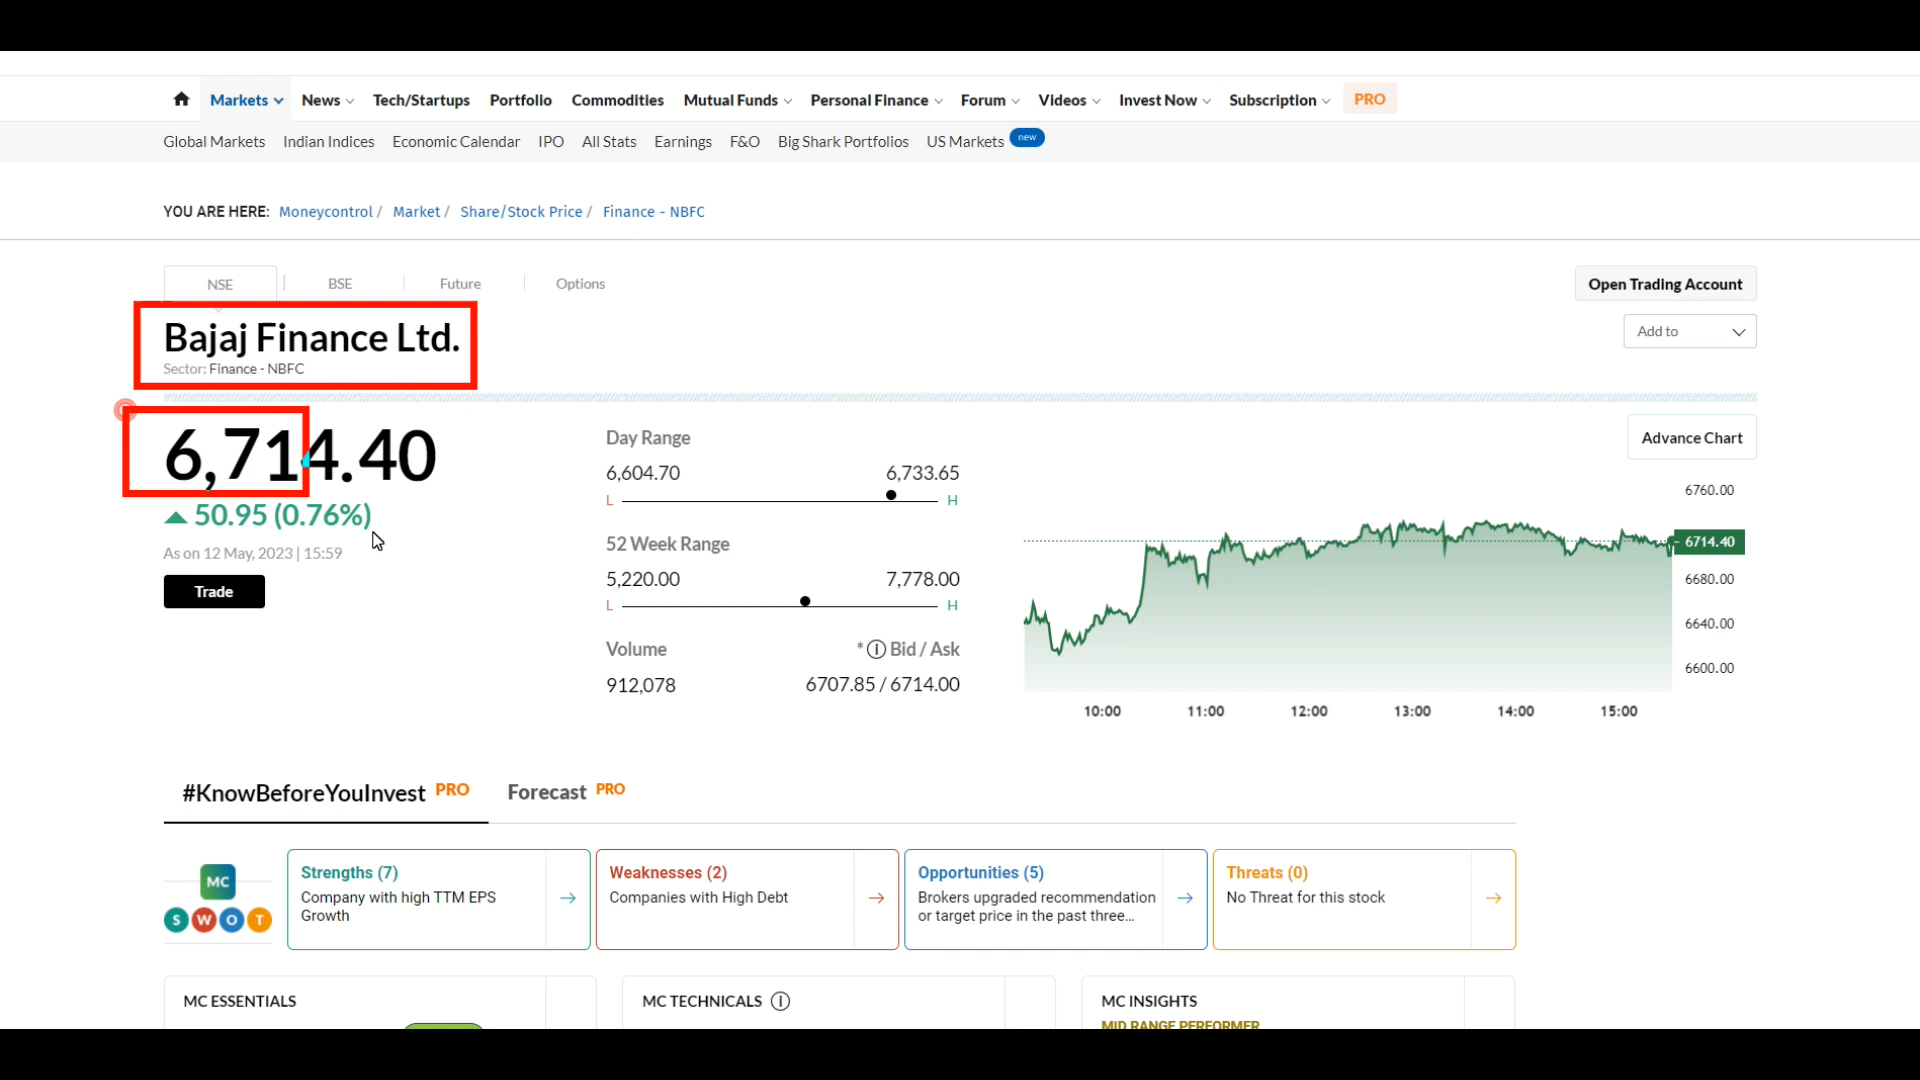 Markets News Tech/Startups Portfolio Commodities Mutual Funds Personal Finance Forum Videos Invest Now Subscription PRO
Global Markets Indian Indices Economic Calendar IPO All Stats Earnings F&O Big Shark Portfolios US Markets new
YOU ARE HERE: Moneycontrol / Market / Share/Stock Price / Finance - NBFC
NSE BSE Future Options
Open Trading Account
Bajaj Finance Ltd.
Add to
Sector: Finance - NBFC
6,714.40
50.95 (0.76%)
As on 12 May, 2023 | 15:59
Trade
Day Range
6,604.70 6,733.65
L H
52 Week Range
5,220.00 7,778.00
L H
Volume * i Bid / Ask
912,078 6707.85 / 6714.00
Advance Chart
6760.00
6714.40
6680.00
6640.00
6600.00
10:00 11:00 12:00 13:00 14:00 15:00
#KnowBeforeYouInvest PRO Forecast PRO
MC
S W O T
Strengths (7)
Company with high TTM EPS
Growth
Weaknesses (2)
Companies with High Debt
Opportunities (5)
Brokers upgraded recommendation
or target price in the past three...
Threats (0)
No Threat for this stock
MC ESSENTIALS
MC TECHNICALS i
MC INSIGHTS
MID RANGE PERFORMER